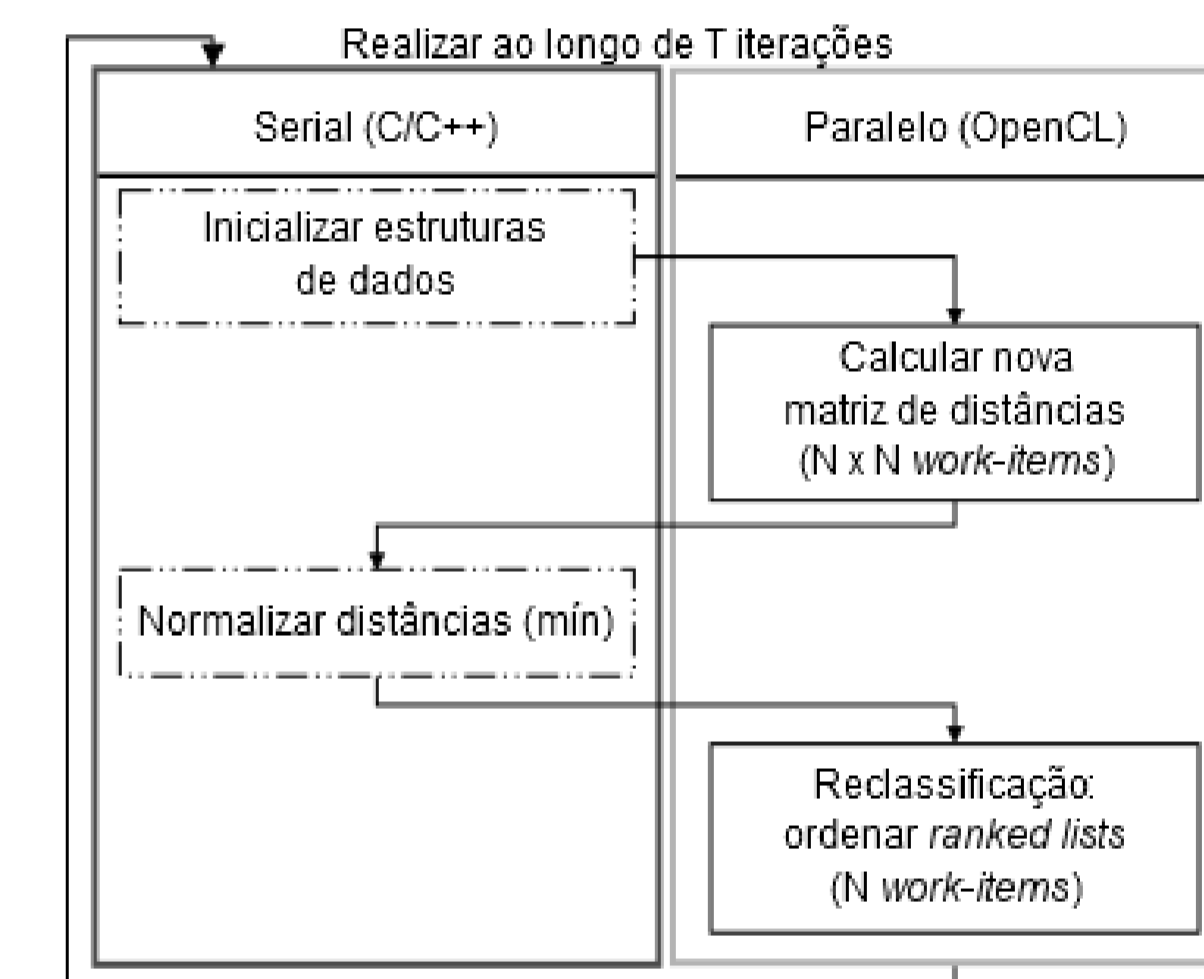 Realizar ao longo de T iterações
Serial (C/C++)
Paralelo (OpenCL)
Inicializar estruturas
de dados
Calcular nova
matriz de distâncias
(N x N work-items)
Normalizar distâncias (mín)
Reclassificação:
ordenar ranked lists
(N work-items)